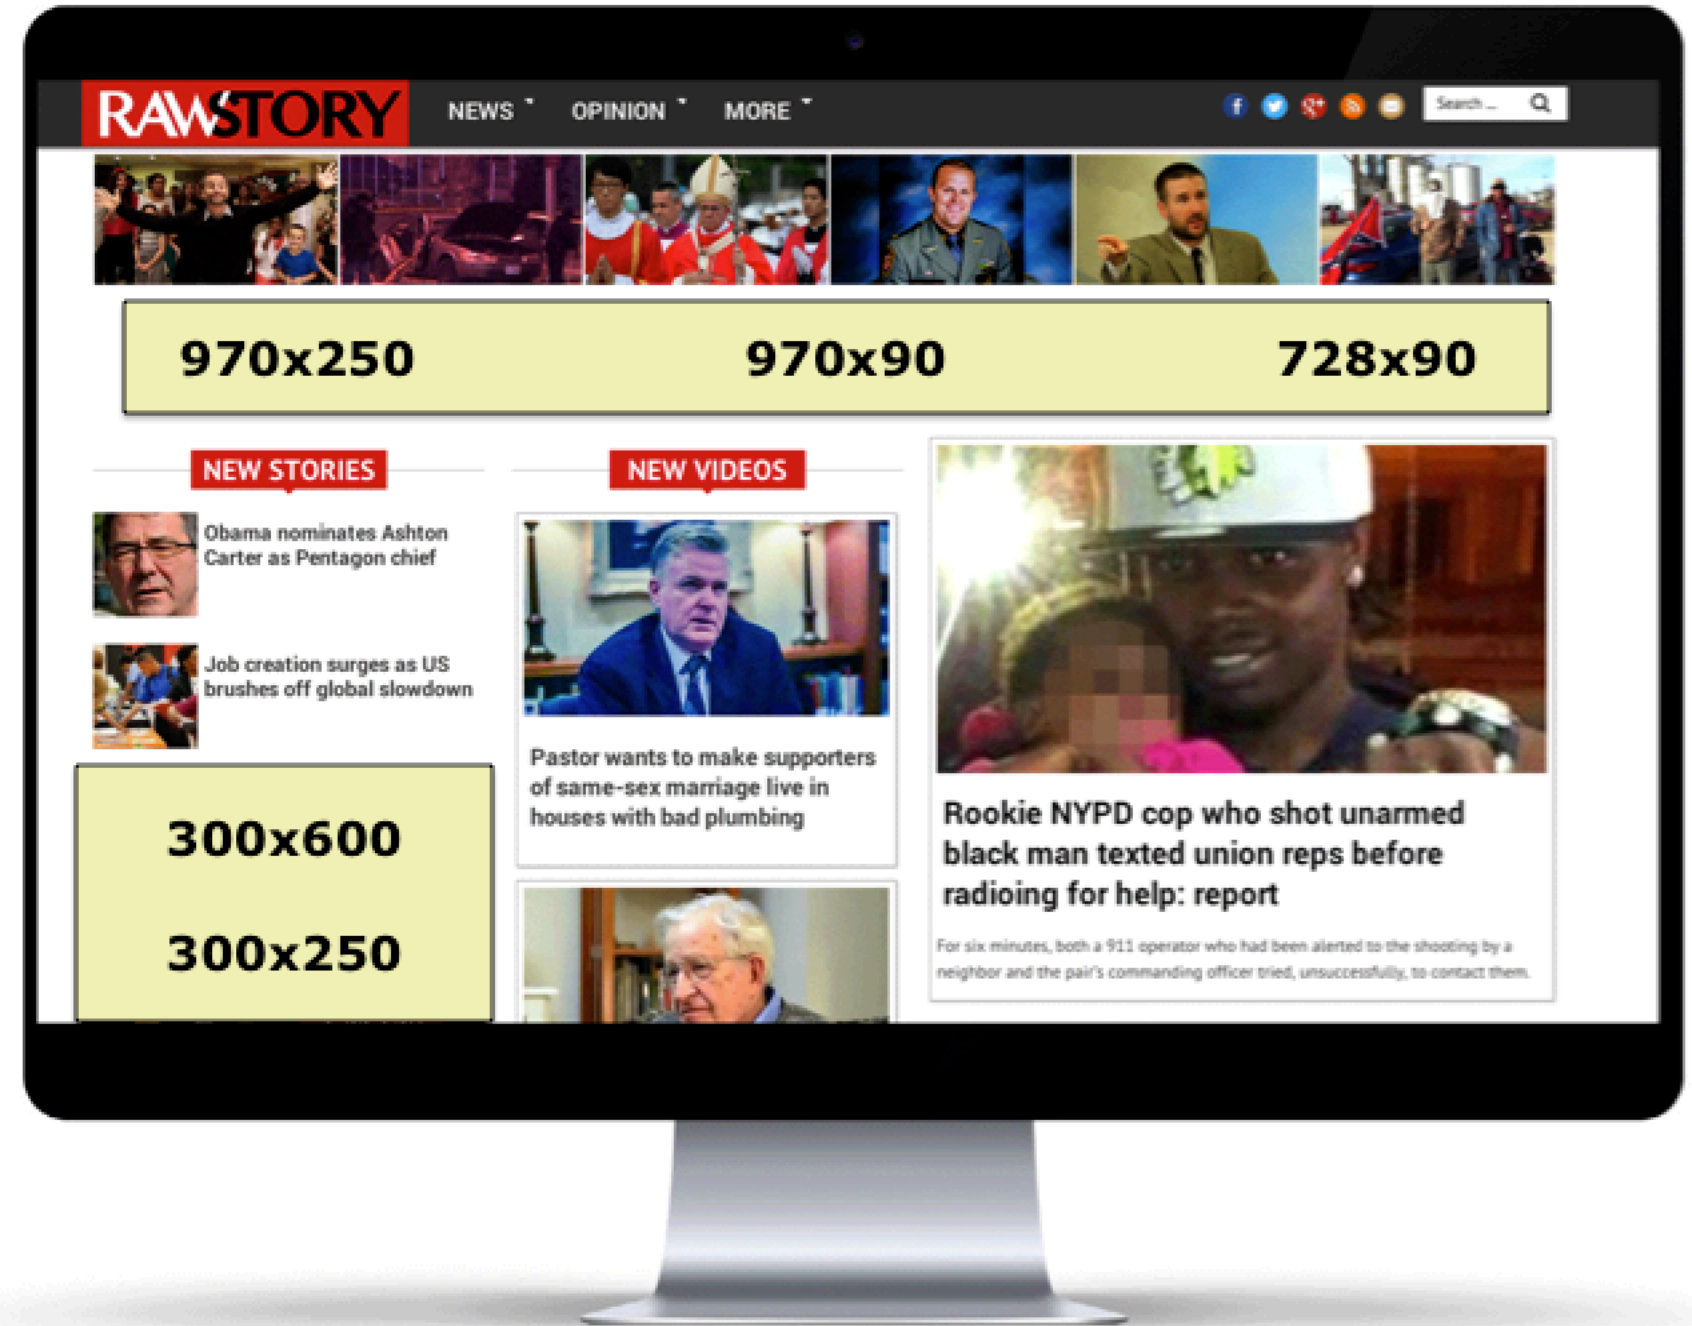 RAWSTORY
NEWS
OPINION
MORE
Search ...
970x250 970x90 728x90
NEW STORIES
Obama nominates Ashton
Carter as Pentagon chief
Job creation surges as US
brushes off global slowdown
300x600
300x250
NEW VIDEOS
Pastor wants to make supporters
of same-sex marriage live in
houses with bad plumbing
Rookie NYPD cop who shot unarmed
black man texted union reps before
radioing for help: report
For six minutes, both a 911 operator who had been alerted to the shooting by a
neighbor and the pair's commanding officer tried, unsuccessfully, to contact them.